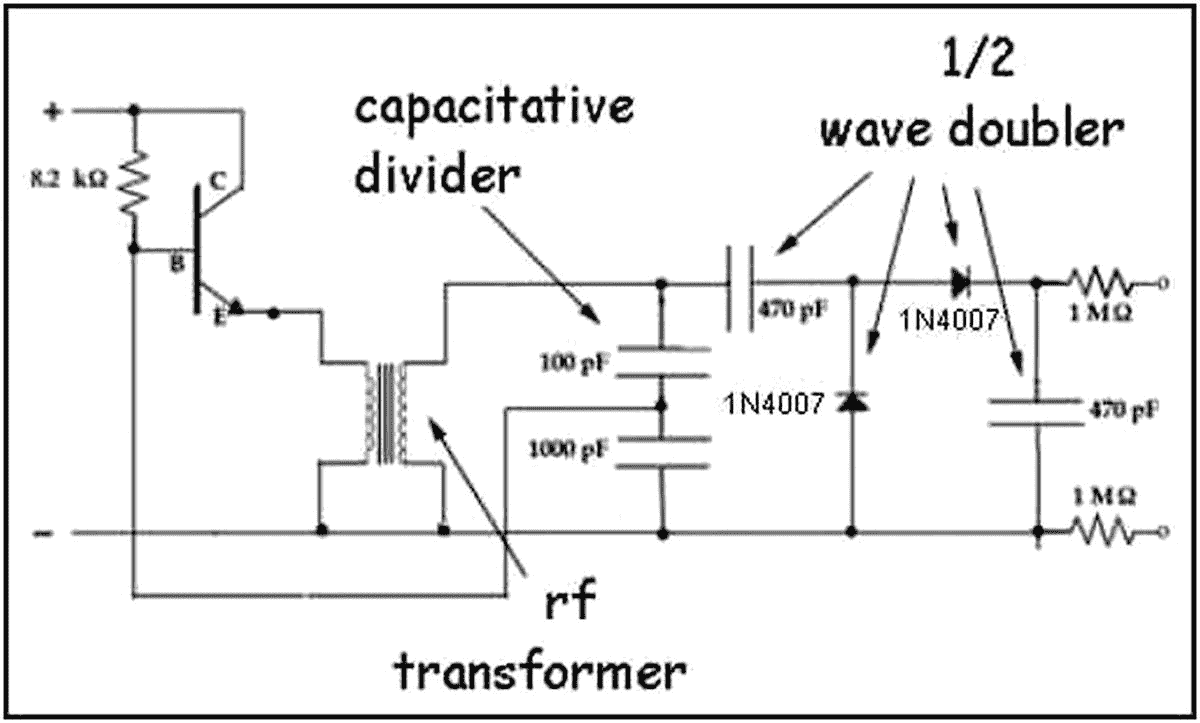 1/2
wave doubler
capacitative
divider
+
8.2 kΩ
C
B
E
470 pF
1N4007
1 MΩ
100 pF
1N4007
470 pF
1000 pF
1 MΩ
-
rf
transformer